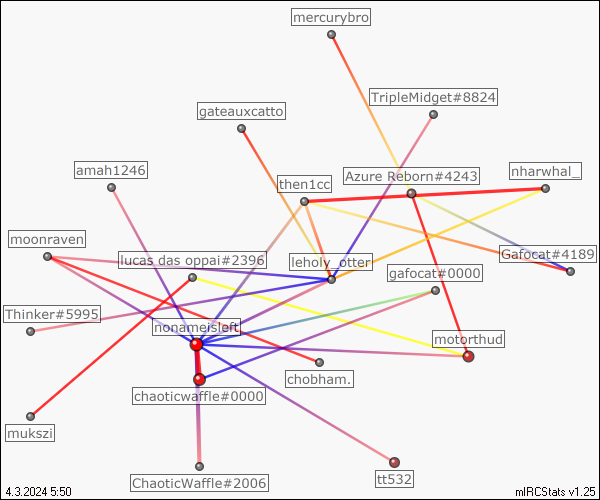 mercurybro
TripleMidget#8824
gateauxcatto
amah1246
Azure Reborn#4243
nharwhal_
then1cc
moonraven
lucas das oppai#2396
leholy_otter
Gafocat#4189
gafocat#0000
Thinker#5995
nonameisleft
motorthud
chobham.
chaoticwaffle#0000
mukszi
ChaoticWaffle#2006
tt532
4.3.2024 5:50
mIRCStats v1.25